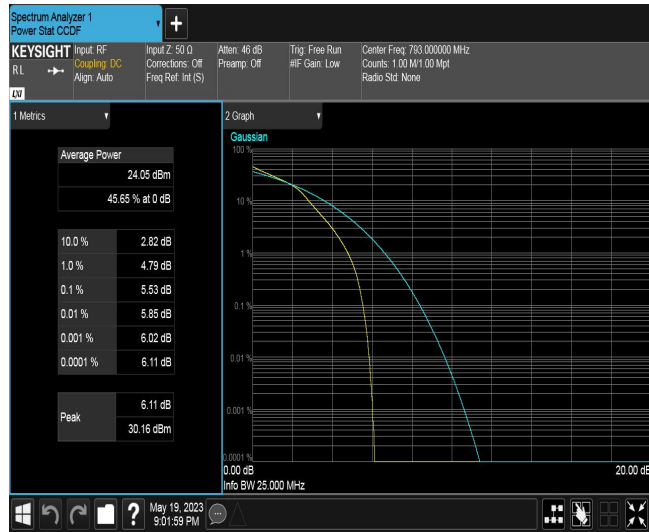 Spectrum Analyzer 1
Power Stat CCDF
KEYSIGHT
Input: RF
Coupling: DC
Align: Auto
Input Z: 50 Ω
Corrections: Off
Freq Ref: Int (S)
Atten: 46 dB
Preamp: Off
Trig: Free Run
#IF Gain: Low
Center Freq: 793.000000 MHz
Counts: 1.00 M/1.00 Mpt
Radio Std: None
RL
LXI
1 Metrics
Average Power
24.05 dBm
45.65 % at 0 dB
10.0 % 2.82 dB
1.0 % 4.79 dB
0.1 % 5.53 dB
0.01 % 5.85 dB
0.001 % 6.02 dB
0.0001 % 6.11 dB
Peak
6.11 dB
30.16 dBm
2 Graph
Gaussian
100 %
10 %
1 %
0.1 %
0.01 %
0.001 %
0.0001 %
0.00 dB
20.00 dB
Info BW 25.000 MHz
May 19, 2023
9:01:59 PM